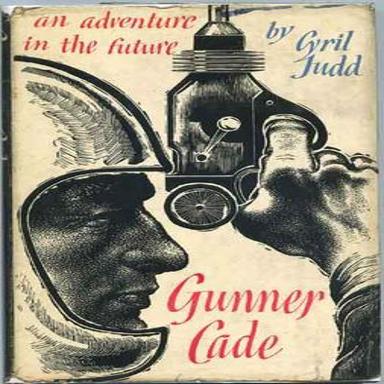 an adventure
in the future
by Cyril
Judd
Gunner
Cade